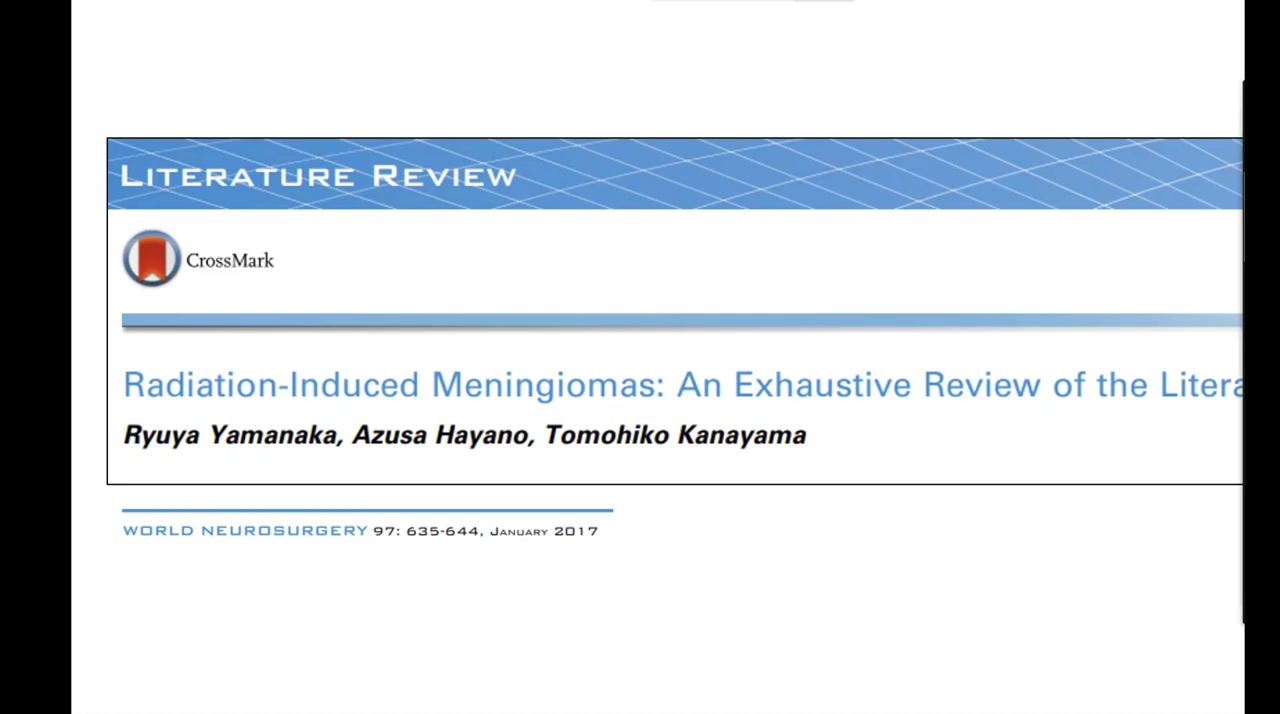 LITERATURE REVIEW
CrossMark
Radiation-Induced Meningiomas: An Exhaustive Review of the Litera
Ryuya Yamanaka, Azusa Hayano, Tomohiko Kanayama
WORLD NEUROSURGERY 97: 635-644, JANUARY 2017